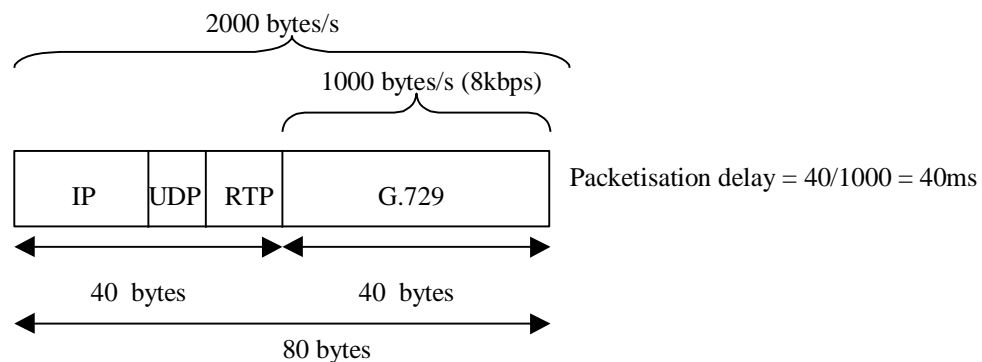 2000 bytes/s
1000 bytes/s (8kbps)
IP UDP RTP G.729
Packetisation delay = 40/1000 = 40ms
40 bytes 40 bytes
80 bytes